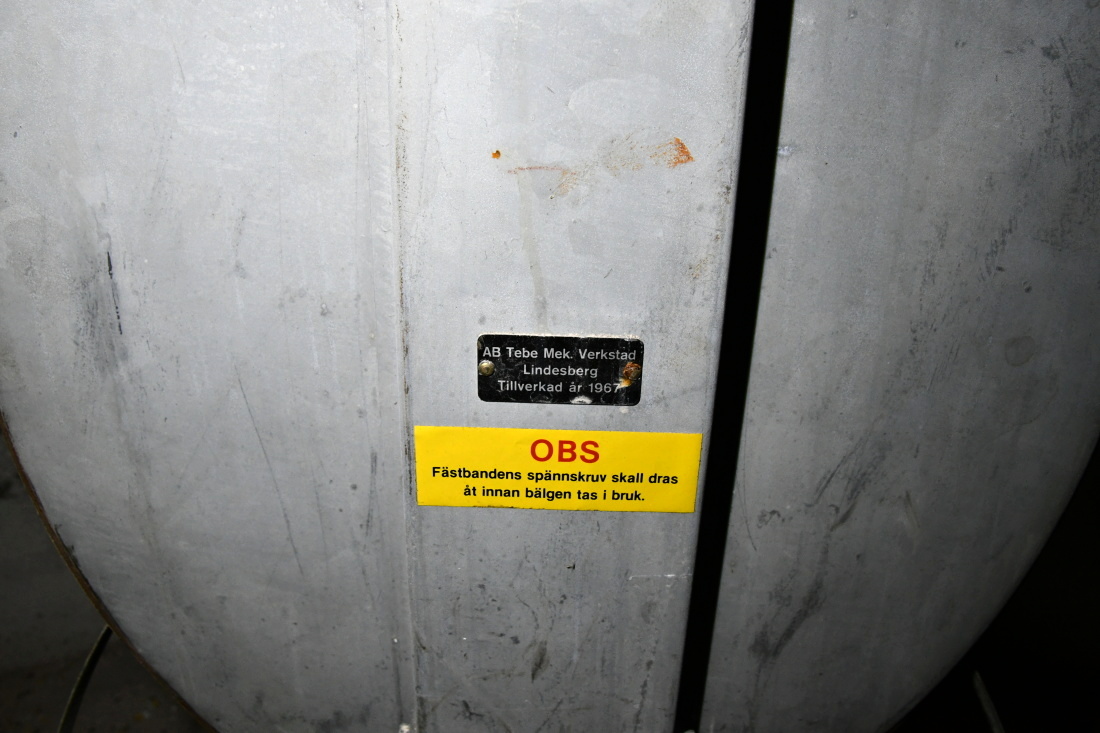 AB Tebe Mek. Verkstad
Lindesberg
Tillverkad år 1967
OBS
Fästbandens spännskruv skall dras
åt innan bälgen tas i bruk.